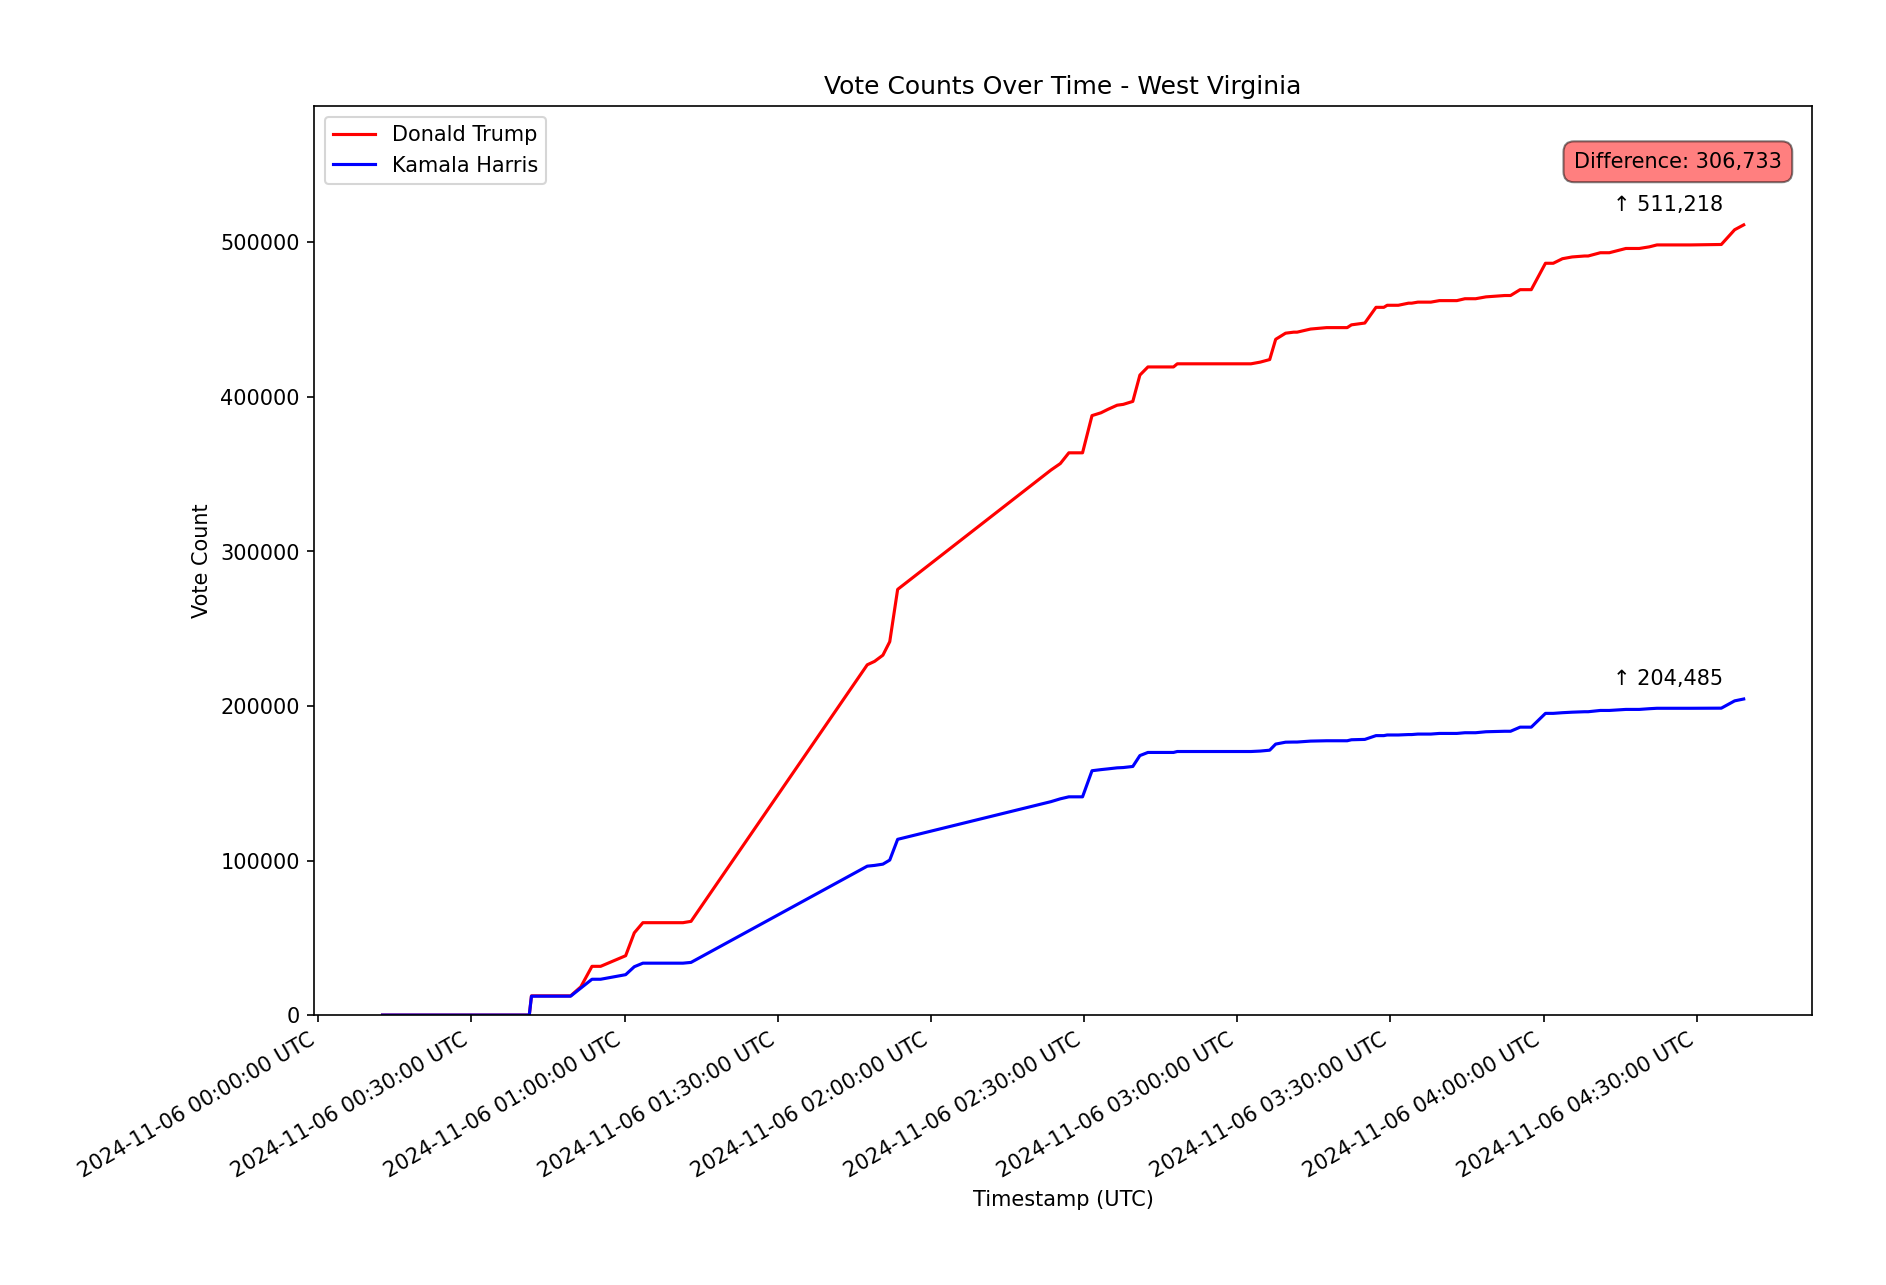 Vote Counts Over Time - West Virginia
Donald Trump
Kamala Harris
Difference: 306,733
↑ 511,218
↑ 204,485
Vote Count
500000
400000
300000
200000
100000
0
2024-11-06 00:00:00 UTC
2024-11-06 00:30:00 UTC
2024-11-06 01:00:00 UTC
2024-11-06 01:30:00 UTC
2024-11-06 02:00:00 UTC
2024-11-06 02:30:00 UTC
2024-11-06 03:00:00 UTC
2024-11-06 03:30:00 UTC
2024-11-06 04:00:00 UTC
2024-11-06 04:30:00 UTC
Timestamp (UTC)